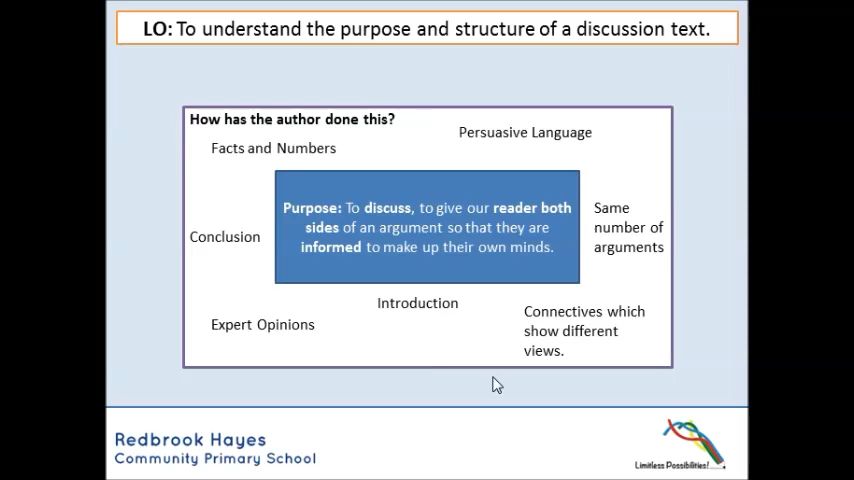 LO: To understand the purpose and structure of a discussion text.
How has the author done this?
Persuasive Language
Facts and Numbers
Purpose: To discuss, to give our reader both
sides of an argument so that they are
informed to make up their own minds.
Same
number of
arguments
Conclusion
Introduction
Expert Opinions
Connectives which
show different
views.
Redbrook Hayes
Community Primary School
Limitless Possibilities!